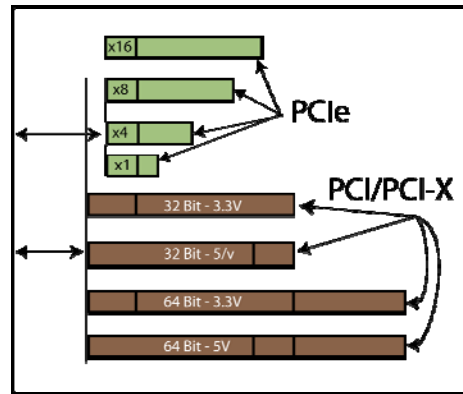 x16
x8
PCIe
x4
x1
PCI/PCI-X
32 Bit - 3.3V
32 Bit - 5/v
64 Bit - 3.3V
64 Bit - 5V